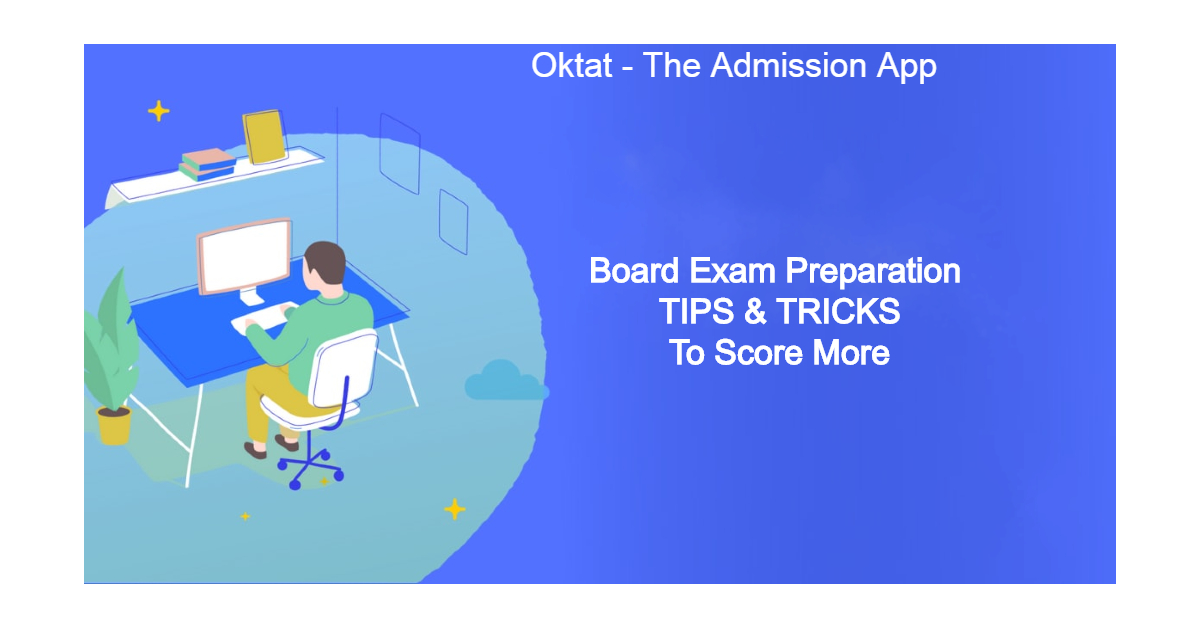 Oktat - The Admission App
Board Exam Preparation
TIPS & TRICKS
To Score More